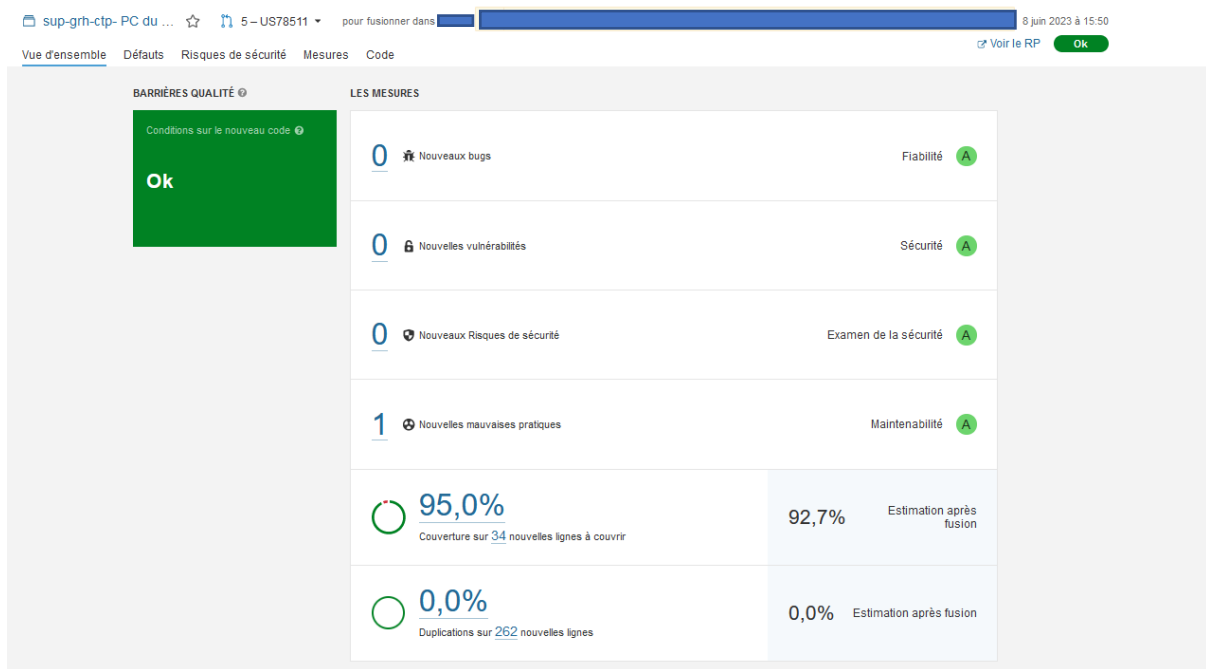 sup-grh-ctp- PC du ... 5 – US78511 pour fusionner dans 8 juin 2023 à 15:50
Voir le RP Ok
Vue d'ensemble Défauts Risques de sécurité Mesures Code
BARRIÈRES QUALITÉ
LES MESURES
Conditions sur le nouveau code
Ok
0 Nouveaux bugs Fiabilité A
0 Nouvelles vulnérabilités Sécurité A
0 Nouveaux Risques de sécurité Examen de la sécurité A
1 Nouvelles mauvaises pratiques Maintenabilité A
95,0%
Couverture sur 34 nouvelles lignes à couvrir
92,7% Estimation après
fusion
0,0%
Duplications sur 262 nouvelles lignes
0,0% Estimation après fusion